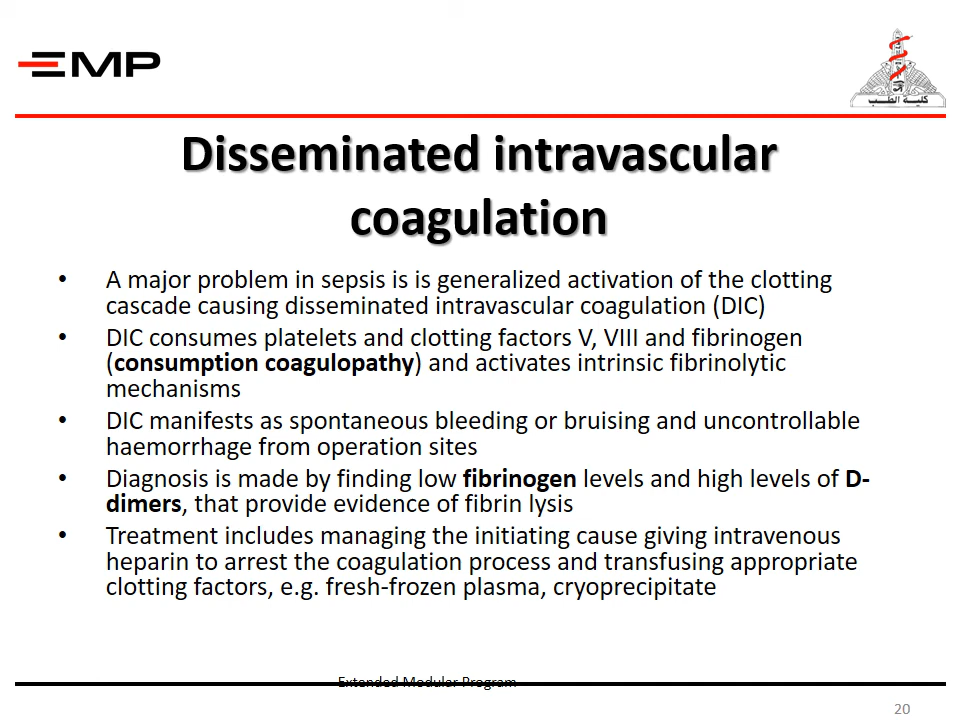 EMP
كلية الطب
Disseminated intravascular
coagulation
• A major problem in sepsis is is generalized activation of the clotting
cascade causing disseminated intravascular coagulation (DIC)
• DIC consumes platelets and clotting factors V, VIII and fibrinogen
(consumption coagulopathy) and activates intrinsic fibrinolytic
mechanisms
• DIC manifests as spontaneous bleeding or bruising and uncontrollable
haemorrhage from operation sites
• Diagnosis is made by finding low fibrinogen levels and high levels of D-
dimers, that provide evidence of fibrin lysis
• Treatment includes managing the initiating cause giving intravenous
heparin to arrest the coagulation process and transfusing appropriate
clotting factors, e.g. fresh-frozen plasma, cryoprecipitate
Extended Modular Program
20